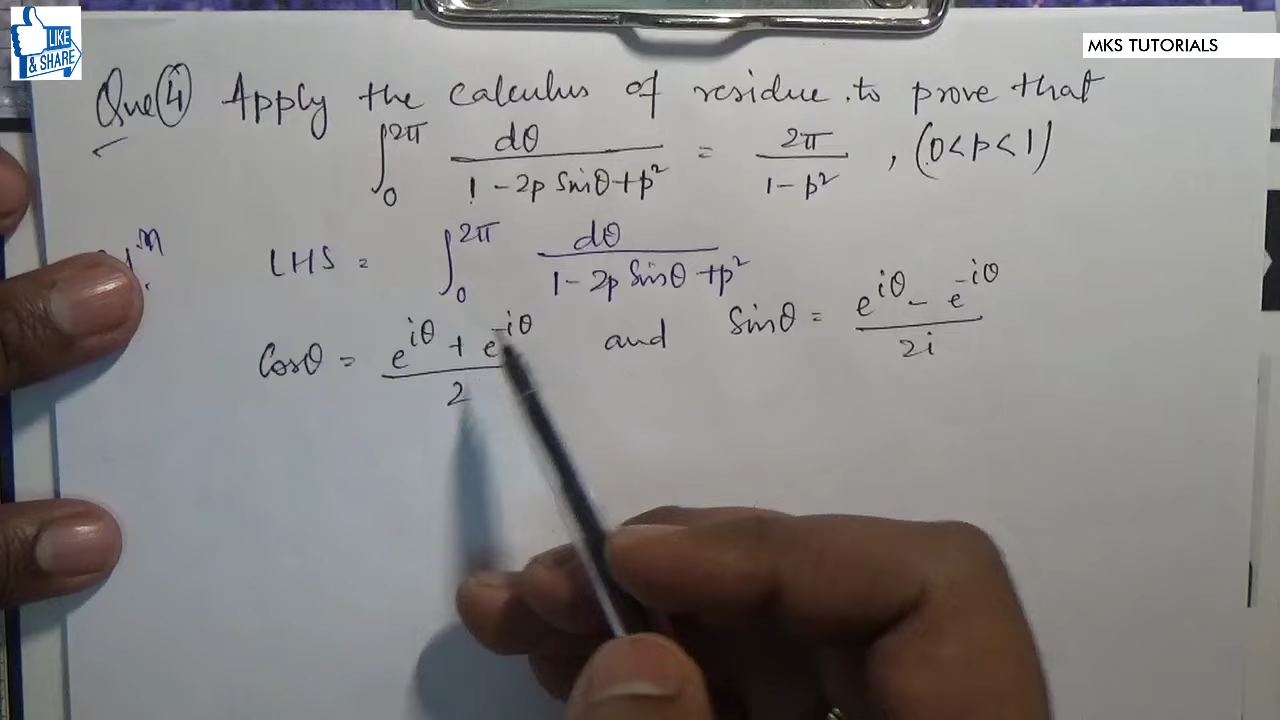 LIKE
& SHARE
MKS TUTORIALS
Que (4) Apply the calculus of residue to prove that
∫₀^{2π} dθ / (1 - 2p Sinθ + p²) = 2π / (1 - p²) , (0 < p < 1)
LHS = ∫₀^{2π} dθ / (1 - 2p Sinθ + p²)
Cosθ = (e^{iθ} + e^{-iθ}) / 2 and Sinθ = (e^{iθ} - e^{-iθ}) / 2i